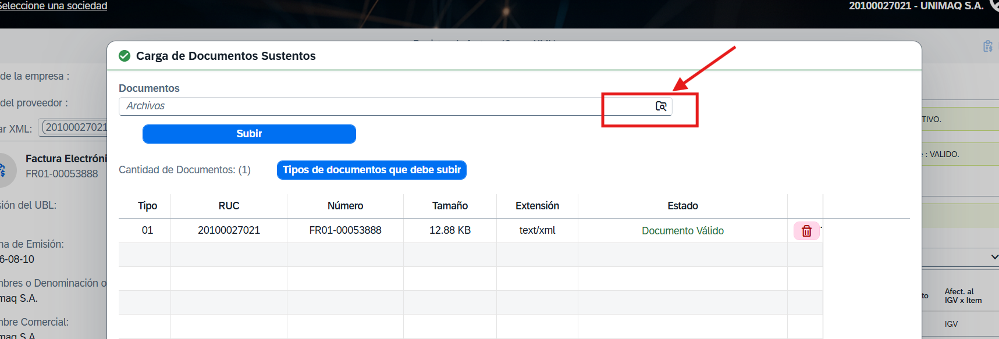 Seleccione una sociedad
20100027021 - UNIMAQ S.A.
Carga de Documentos Sustentos
de la empresa :
Documentos
del proveedor :
Archivos
ar XML:
20100027021
TIVO.
Subir
: VALIDO.
Factura Electróni
FR01-00053888
Cantidad de Documentos: (1)
Tipos de documentos que debe subir
sión del UBL:
Tipo
RUC
Número
Tamaño
Extensión
Estado
01
20100027021
FR01-00053888
12.88 KB
text/xml
Documento Válido
na de Emisión:
6-08-10
mbres o Denominación o
maq S.A.
to
Afect. al
IGV x Item
nbre Comercial:
IGV
maq S.A.